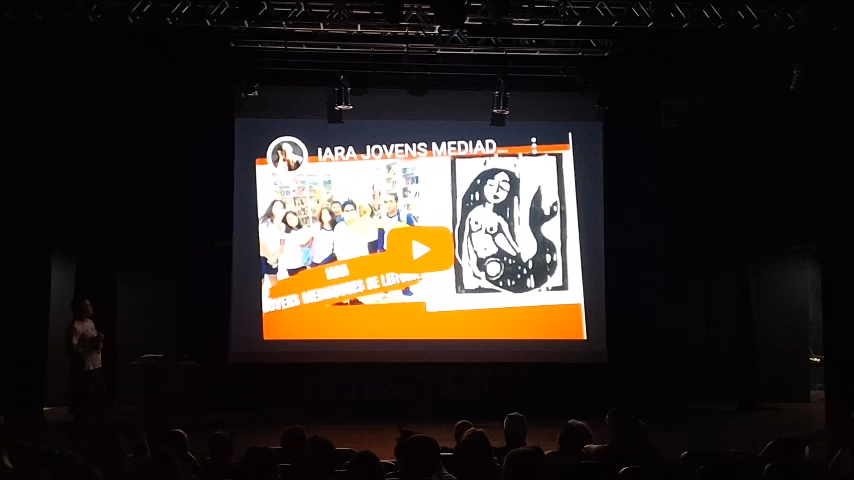 IARA JOVENS MEDIAD...
IARA
JOVENS MEDIADORES DE LEITURA